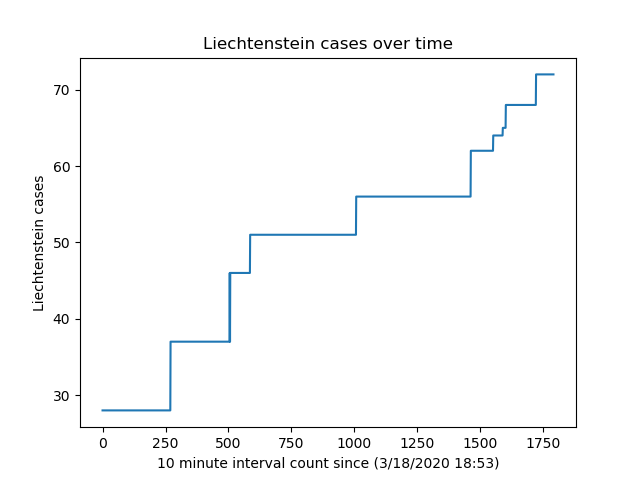 Liechtenstein cases over time
Liechtenstein cases
70
60
50
40
30
0 250 500 750 1000 1250 1500 1750
10 minute interval count since (3/18/2020 18:53)